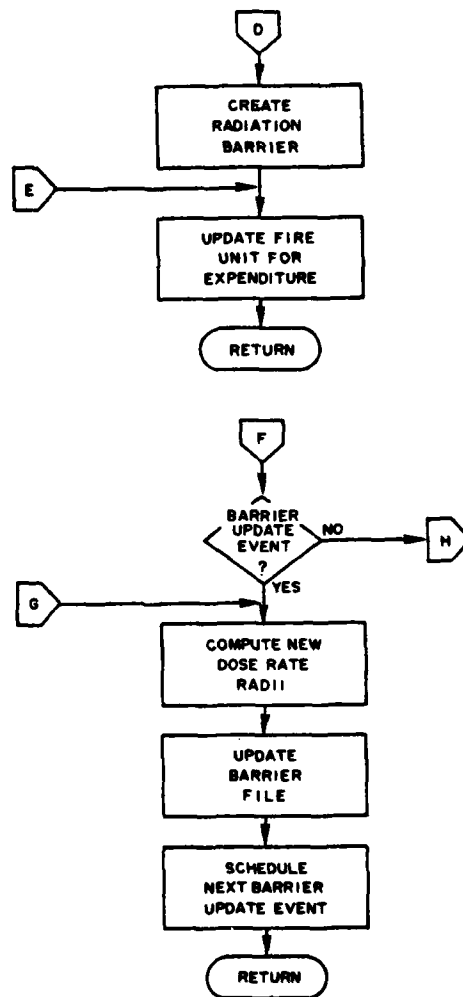 D
CREATE
RADIATION
BARRIER
E
UPDATE FIRE
UNIT FOR
EXPENDITURE
RETURN
F
BARRIER
UPDATE
EVENT
?
NO
H
YES
G
COMPUTE NEW
DOSE RATE
RADII
UPDATE
BARRIER
FILE
SCHEDULE
NEXT BARRIER
UPDATE EVENT
RETURN